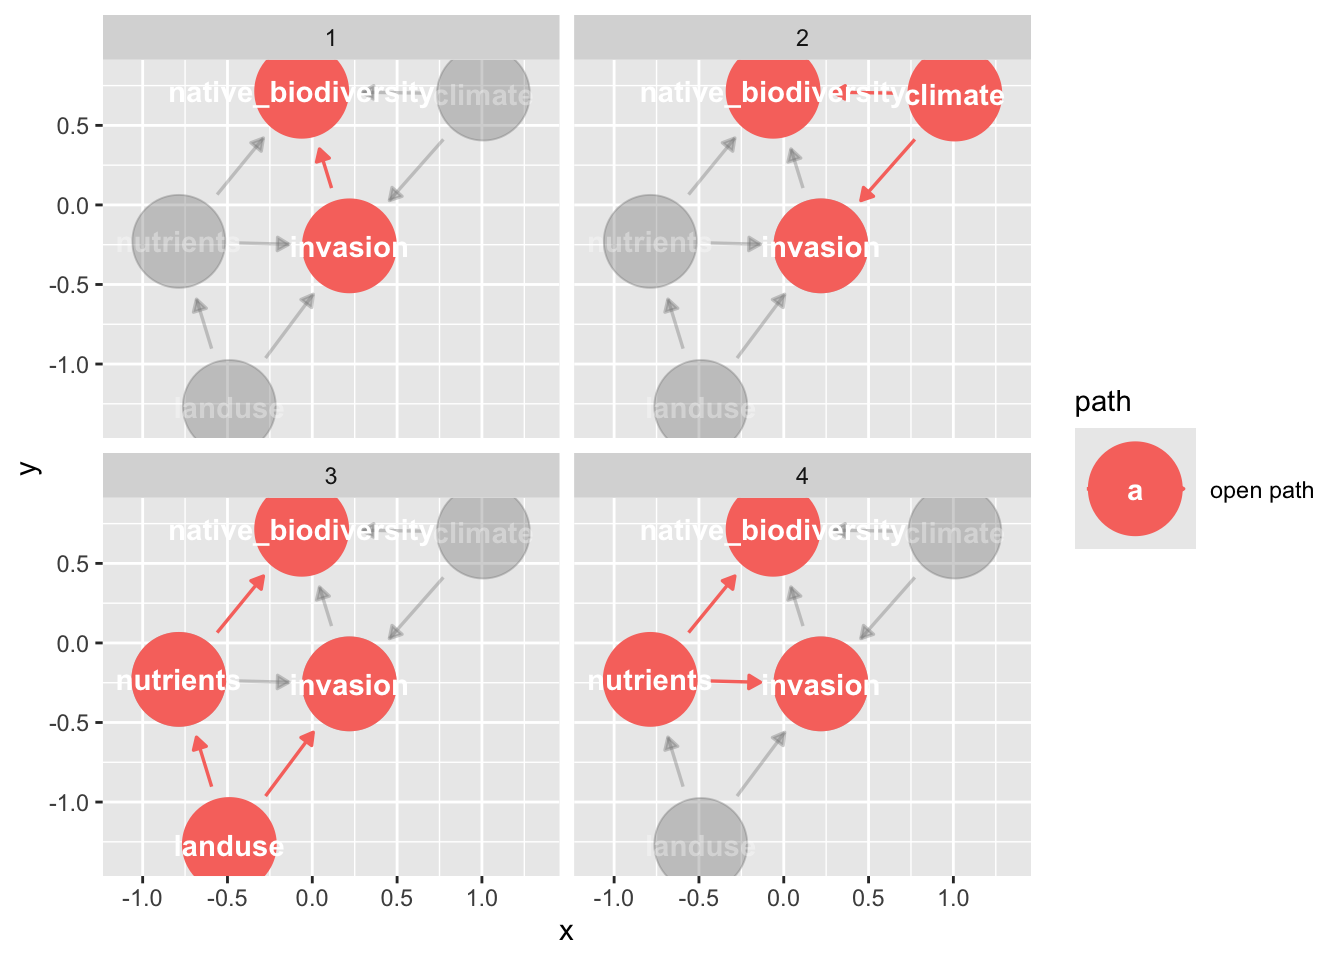 1
2
native_biodiversity
climate
native_biodiversity
climate
0.5
0.0
-0.5
-1.0
nutrients
invasion
nutrients
invasion
landuse
landuse
path
a
open path
y
3
4
native_biodiversity
climate
native_biodiversity
climate
0.5
0.0
-0.5
-1.0
nutrients
invasion
nutrients
invasion
landuse
landuse
-1.0 -0.5 0.0 0.5 1.0
-1.0 -0.5 0.0 0.5 1.0
x